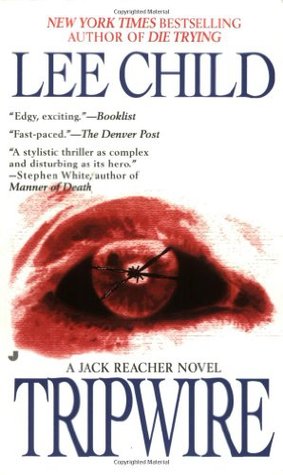 NEW YORK TIMES BESTSELLING
AUTHOR OF DIE TRYING
LEE CHILD
"Edgy, exciting."—Booklist
"Fast-paced."—The Denver Post
"A stylistic thriller as complex
and disturbing as its hero."
—Stephen White, author of
Manner of Death
J
A JACK REACHER NOVEL
TRIPWIRE